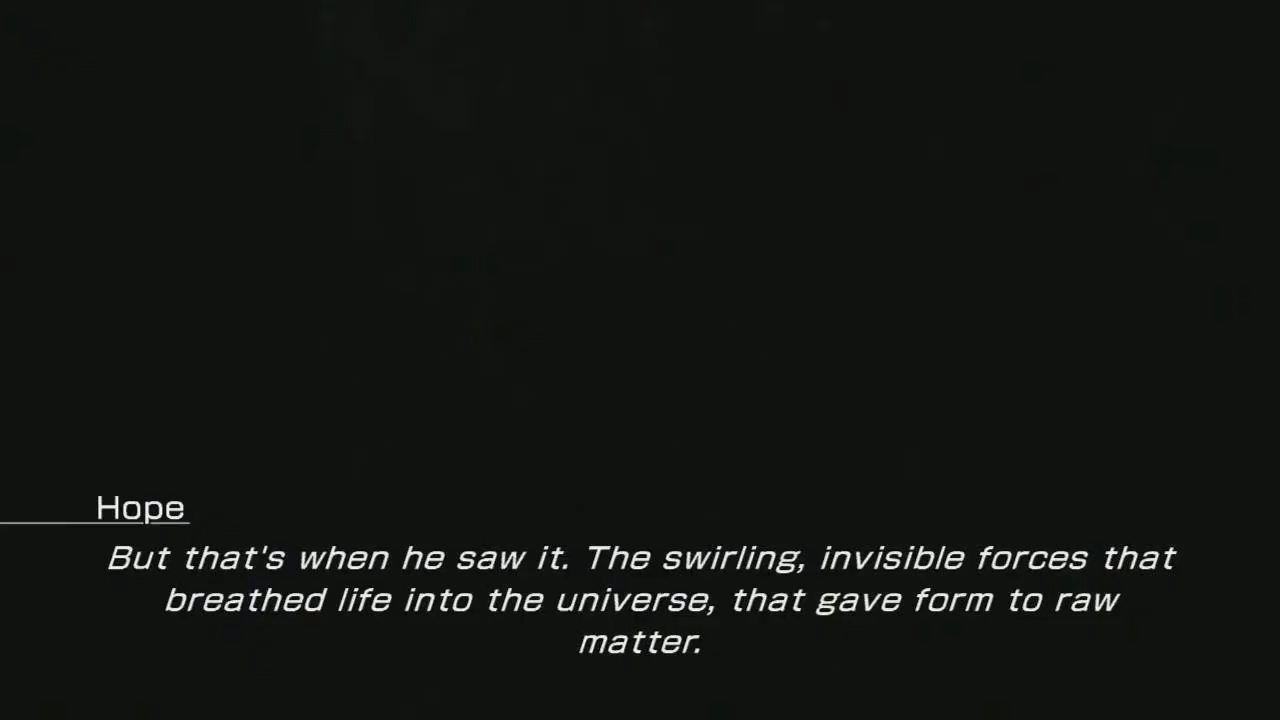 Hope
But that's when he saw it. The swirling, invisible forces that
breathed life into the universe, that gave form to raw
matter.